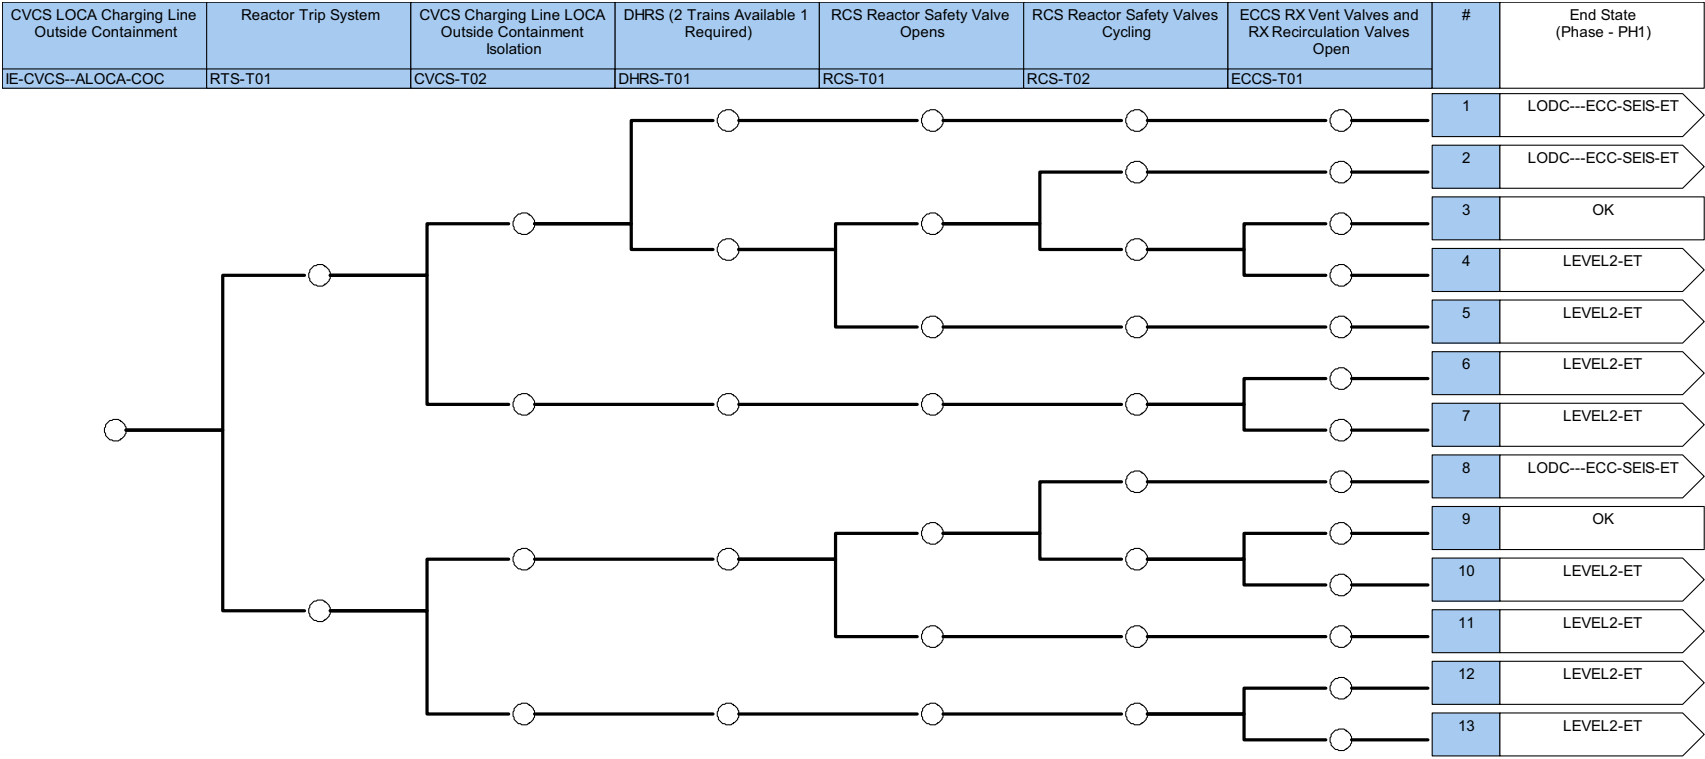 CVCS LOCA Charging Line
Outside Containment
Reactor Trip System
CVCS Charging Line LOCA
Outside Containment
Isolation
DHRS (2 Trains Available 1
Required)
RCS Reactor Safety Valve
Opens
RCS Reactor Safety Valves
Cycling
ECCS RX Vent Valves and
RX Recirculation Valves
Open
#
End State
(Phase - PH1)
IE-CVCS--ALOCA-COC
RTS-T01
CVCS-T02
DHRS-T01
RCS-T01
RCS-T02
ECCS-T01
1
LODC---ECC-SEIS-ET
2
LODC---ECC-SEIS-ET
3
OK
4
LEVEL2-ET
5
LEVEL2-ET
6
LEVEL2-ET
7
LEVEL2-ET
8
LODC---ECC-SEIS-ET
9
OK
10
LEVEL2-ET
11
LEVEL2-ET
12
LEVEL2-ET
13
LEVEL2-ET